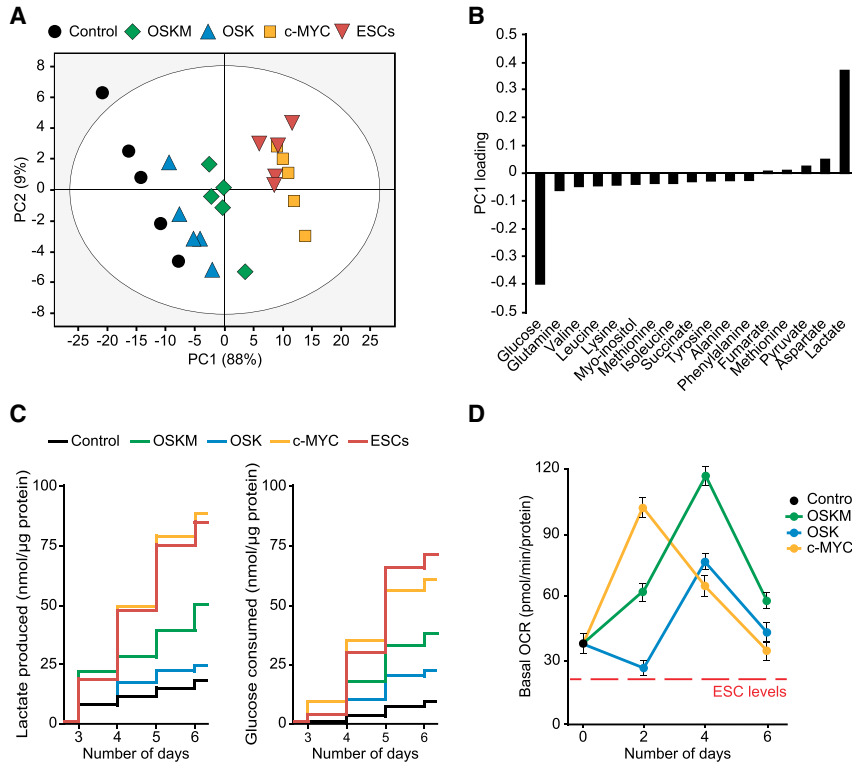 A
Control OSKM OSK c-MYC ESCs
8
6
4
2
0
-2
-4
-6
-8
PC2 (9%)
-25 -20 -15 -10 -5 0 5 10 15 20 25
PC1 (88%)
B
0.5
0.4
0.3
0.2
0.1
0
-0.1
-0.2
-0.3
-0.4
-0.5
PC1 loading
Glucose
Glutamine
Valine
Leucine
Lysine
Myo-inositol
Methionine
Isoleucine
Succinate
Tyrosine
Alanine
Phenylalanine
Fumarate
Methionine
Pyruvate
Aspartate
Lactate
C
Control OSKM OSK c-MYC ESCs
Lactate produced (nmol/µg protein)
100
75
50
25
0
3 4 5 6
Number of days
Glucose consumed (nmol/µg protein)
100
75
50
25
0
3 4 5 6
Number of days
D
Basal OCR (pmol/min/protein)
120
90
60
30
0
0 2 4 6
Number of days
ESC levels
Control
OSKM
OSK
c-MYC